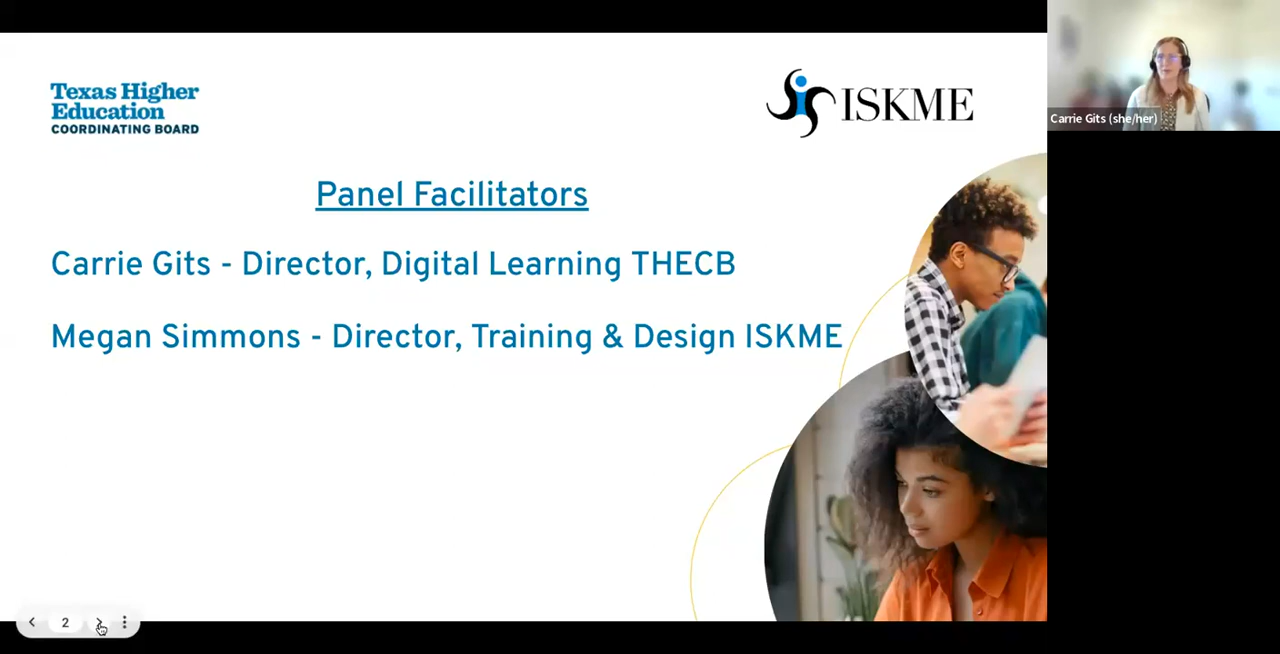 Texas Higher
Education
COORDINATING BOARD
ISKME
Carrie Gits (she/her)
Panel Facilitators
Carrie Gits - Director, Digital Learning THECB
Megan Simmons - Director, Training & Design ISKME
2